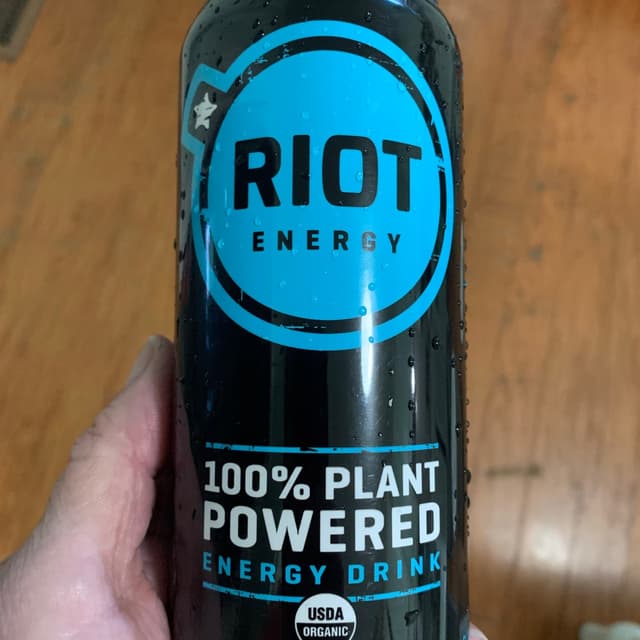 RIOT
ENERGY
100% PLANT
POWERED
ENERGY DRINK
USDA
ORGANIC